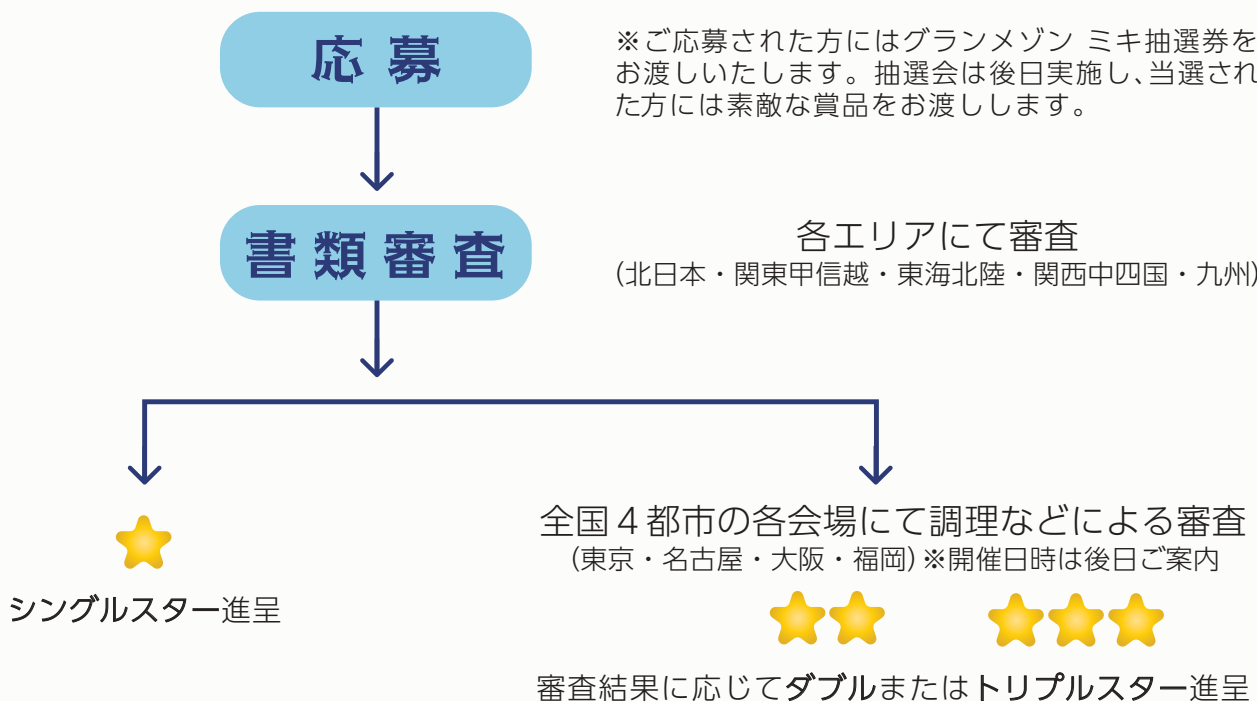 応募
※ご応募された方にはグランメゾン ミキ抽選券を
お渡しいたします。抽選会は後日実施し、当選され
た方には素敵な賞品をお渡しします。
書類審査
各エリアにて審査
(北日本・関東甲信越・東海北陸・関西中四国・九州)
シングルスター進呈
全国4都市の各会場にて調理などによる審査
(東京・名古屋・大阪・福岡)※開催日時は後日ご案内
審査結果に応じてダブルまたはトリプルスター進呈